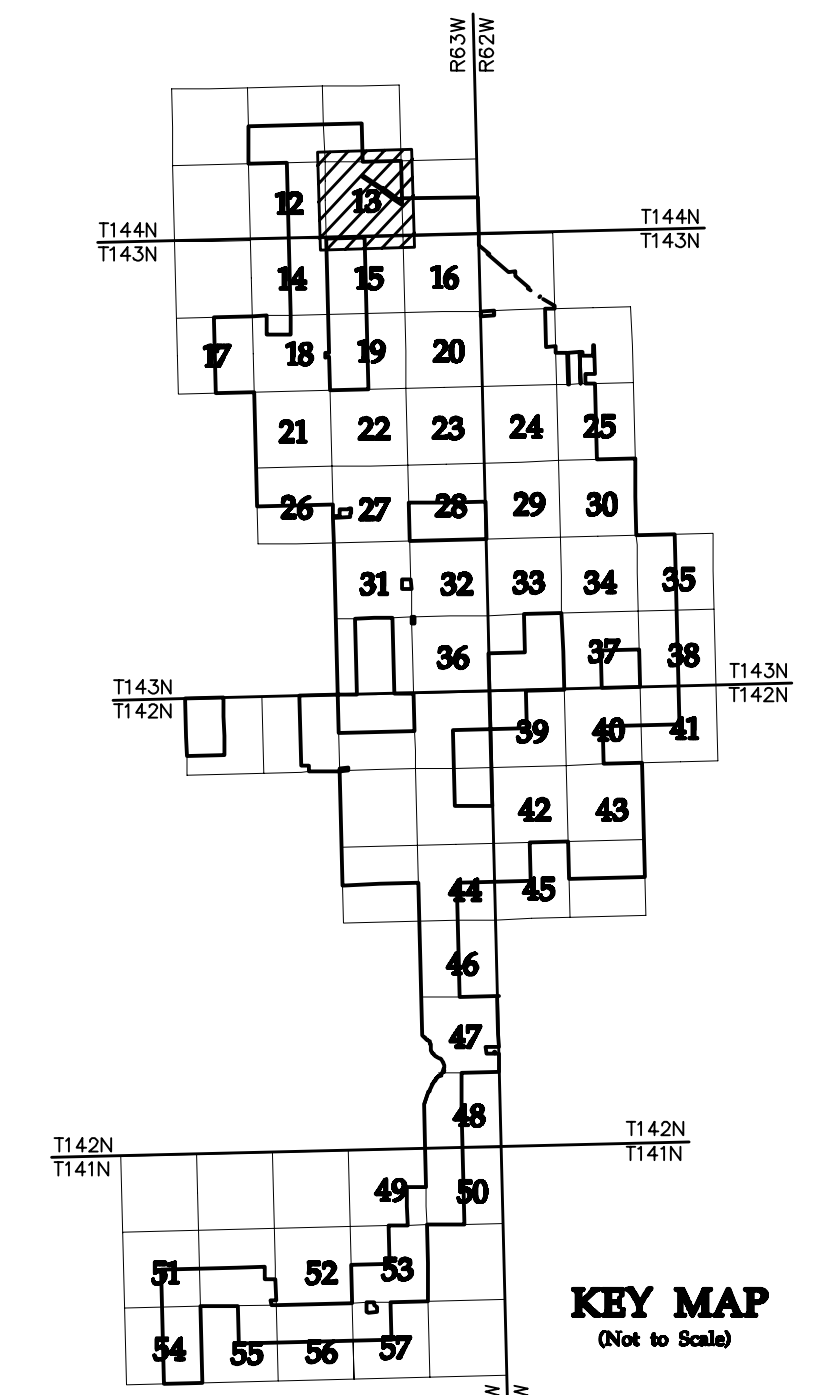 R63W
R62W
12 13
T144N T144N
T143N T143N
14 15 16
17 18 19 20
21 22 23 24 25
26 27 28 29 30
31 32 33 34 35
36 37 38
T143N T143N
T142N T142N
39 40 41
42 43
44 45
46
47
48
T142N T142N
T141N T141N
49 50
51 52 53
KEY MAP
(Not to Scale)
54 55 56 57
W
W